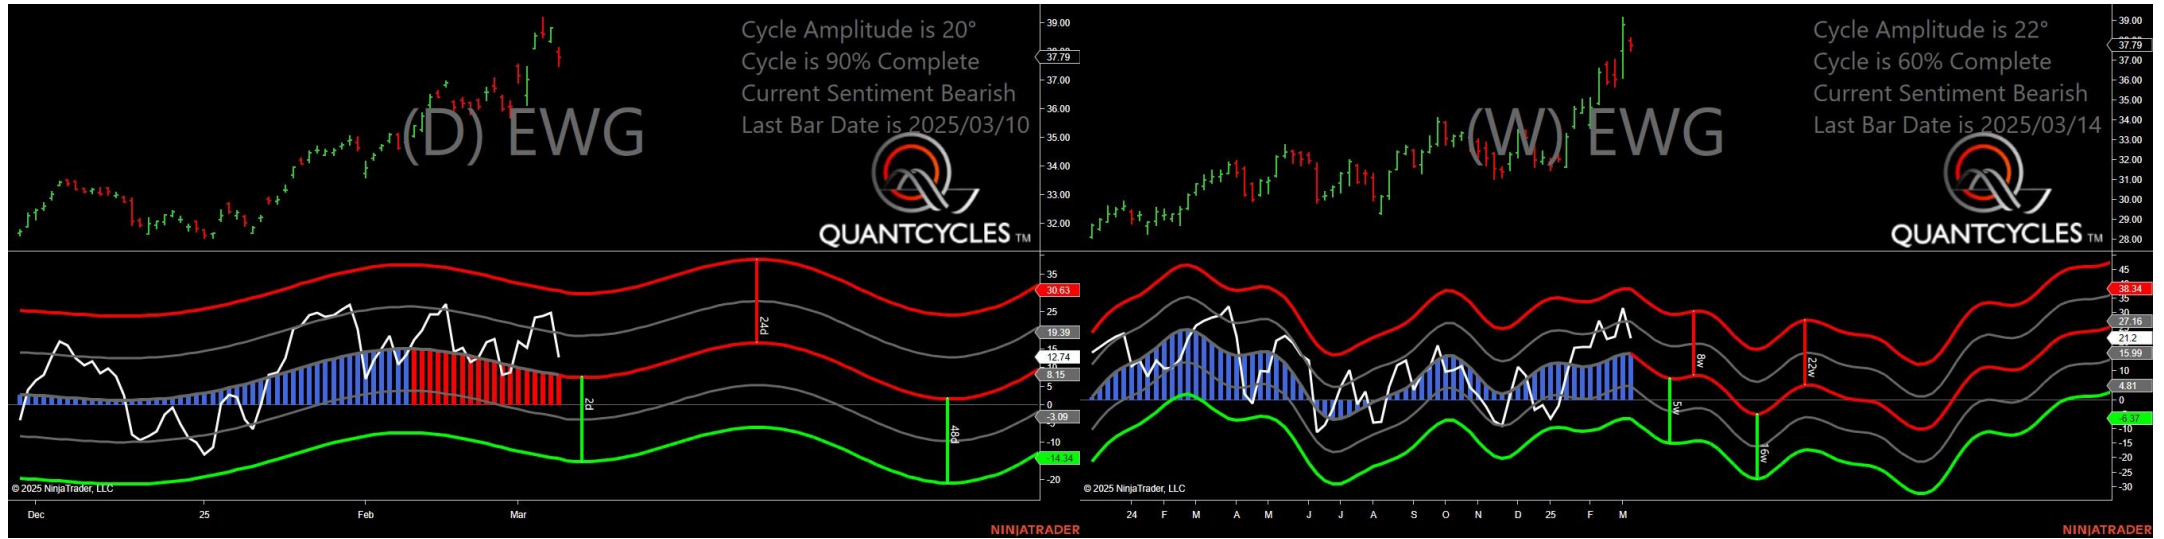 Cycle Amplitude is 20°
Cycle is 90% Complete
Current Sentiment Bearish
Last Bar Date is 2025/03/10
(D) EWG
QUANTCYCLES TM
39.00
37.79
37.00
36.00
35.00
34.00
33.00
32.00
35
30.63
25
19.39
12.74
8.15
5
0
-3.09
-10
-14.34
-20
2d
24d
48d
© 2025 NinjaTrader, LLC
Dec
25
Feb
Mar
NINJATRADER
Cycle Amplitude is 22°
Cycle is 60% Complete
Current Sentiment Bearish
Last Bar Date is 2025/03/14
(W) EWG
QUANTCYCLES TM
39.00
37.79
37.00
36.00
35.00
34.00
33.00
32.00
31.00
30.00
29.00
28.00
45
38.34
35
30
27.16
21.2
15.99
10
4.81
0
-6.37
-10
-15
-20
-25
-30
5w
8w
16w
22w
© 2025 NinjaTrader, LLC
24 F M A M J J A S O N D 25 F M
NINJATRADER